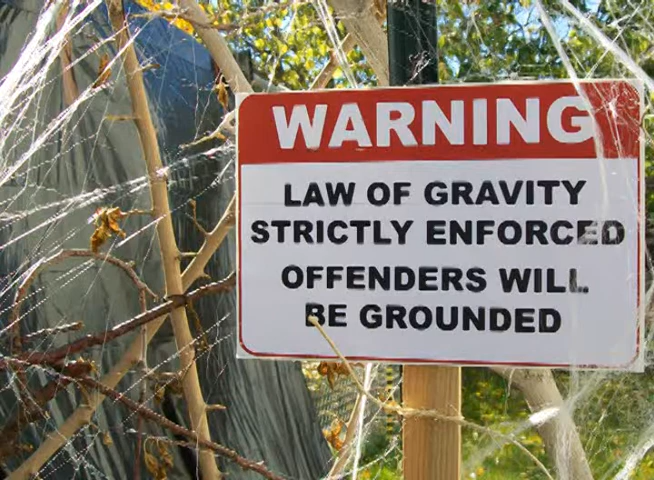 WARNING
LAW OF GRAVITY
STRICTLY ENFORCED
OFFENDERS WILL
BE GROUNDED